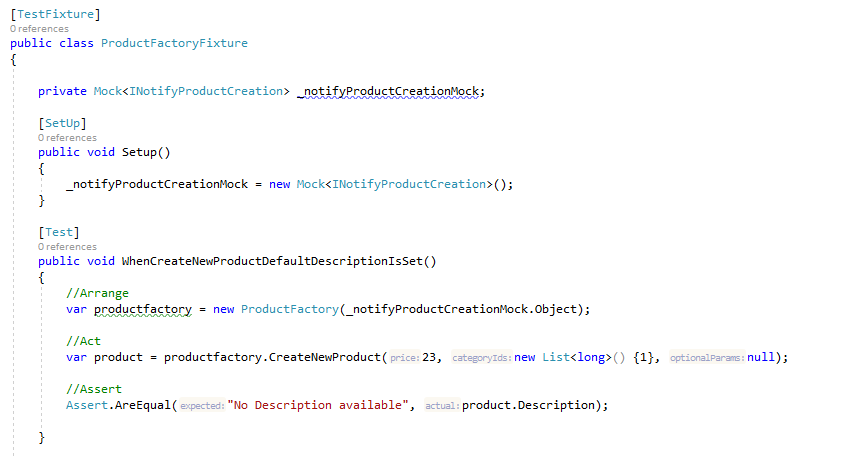 [TestFixture]
0 references
public class ProductFactoryFixture
{
private Mock<INotifyProductCreation> _notifyProductCreationMock;
[SetUp]
0 references
public void Setup()
{
_notifyProductCreationMock = new Mock<INotifyProductCreation>();
}
[Test]
0 references
public void WhenCreateNewProductDefaultDescriptionIsSet()
{
//Arrange
var productfactory = new ProductFactory(_notifyProductCreationMock.Object);
//Act
var product = productfactory.CreateNewProduct(price: 23, categoryIds: new List<long>() {1}, optionalParams: null);
//Assert
Assert.AreEqual(expected: "No Description available", actual: product.Description);
}